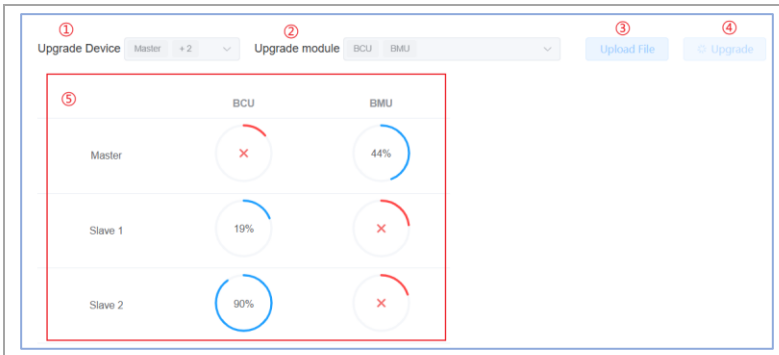 ① ② ③ ④
Upgrade Device Master + 2 Upgrade module BCU BMU Upload File Upgrade
⑤
BCU BMU
Master × 44%
Slave 1 19% ×
Slave 2 90% ×